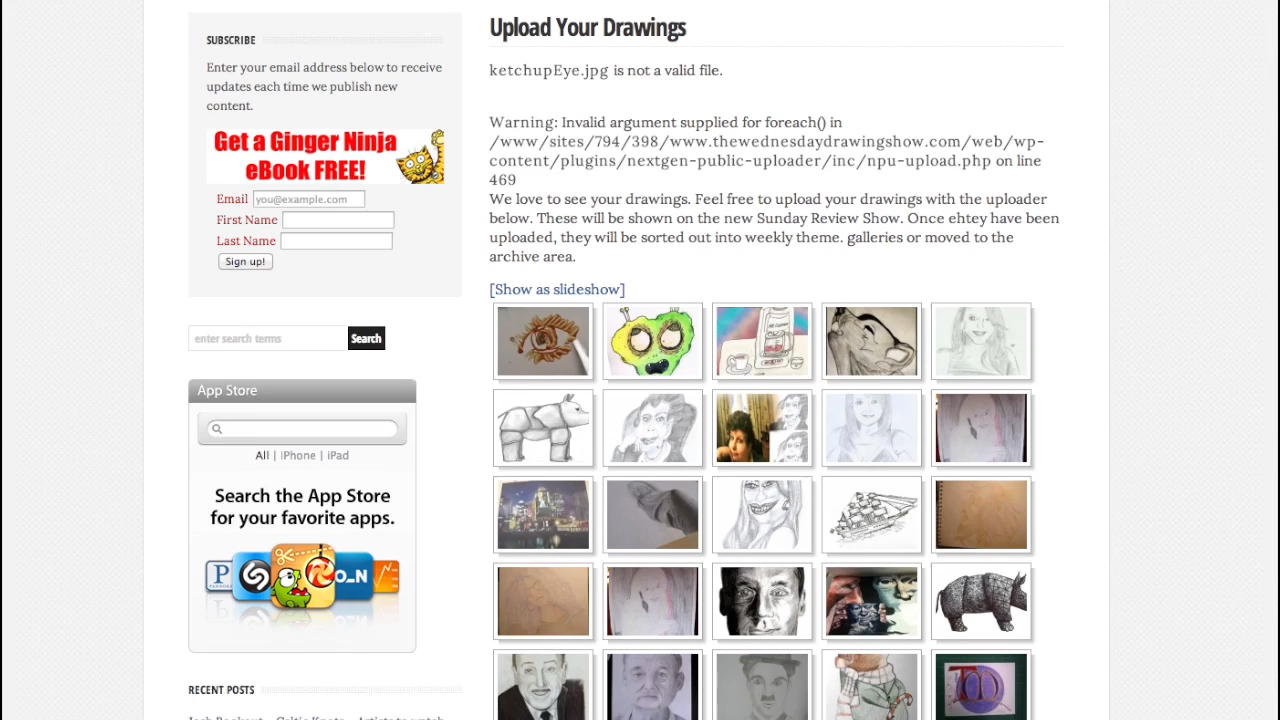 SUBSCRIBE
Enter your email address below to receive
updates each time we publish new
content.
Get a Ginger Ninja
eBook FREE!
Email you@example.com
First Name
Last Name
Sign up!
enter search terms Search
App Store
All | iPhone | iPad
Search the App Store
for your favorite apps.
RECENT POSTS
Upload Your Drawings
ketchupEye.jpg is not a valid file.
Warning: Invalid argument supplied for foreach() in
/www/sites/794/398/www.thewednesdaydrawingshow.com/web/wp-
content/plugins/nextgen-public-uploader/inc/npu-upload.php on line
469
We love to see your drawings. Feel free to upload your drawings with the uploader
below. These will be shown on the new Sunday Review Show. Once ehtey have been
uploaded, they will be sorted out into weekly theme. galleries or moved to the
archive area.
[Show as slideshow]